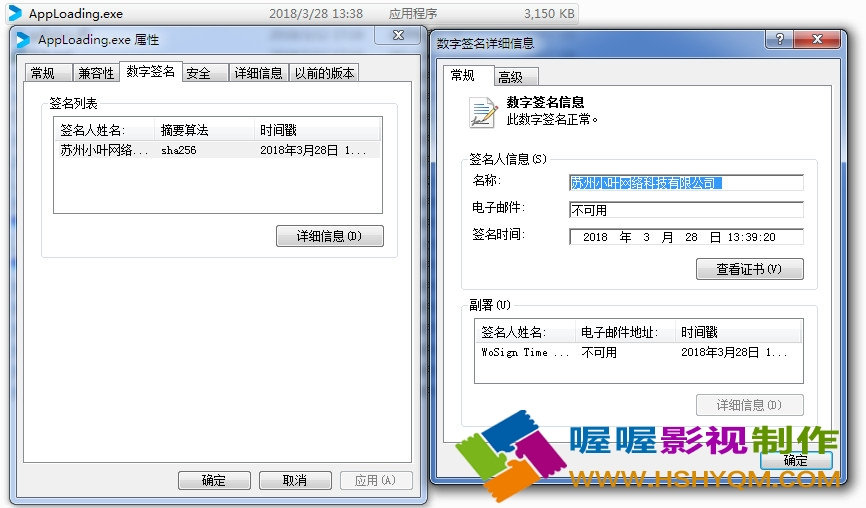 AppLoading.exe 2018/3/28 13:38 应用程序 3,150 KB
AppLoading.exe 属性
常规 兼容性 数字签名 安全 详细信息 以前的版本
签名列表
签名人姓名: 摘要算法 时间戳
苏州小叶网络... sha256 2018年3月28日 1...
详细信息(D)
确定 取消 应用(A)
数字签名详细信息
常规 高级
数字签名信息
此数字签名正常。
签名人信息(S)
名称: 苏州小叶网络科技有限公司
电子邮件: 不可用
签名时间: 2018 年 3 月 28 日 13:39:20
查看证书(V)
副署(U)
签名人姓名: 电子邮件地址: 时间戳
WoSign Time ... 不可用 2018年3月28日 1...
详细信息(D)
喔喔影视制作
确定
WWW.HSHYQM.COM